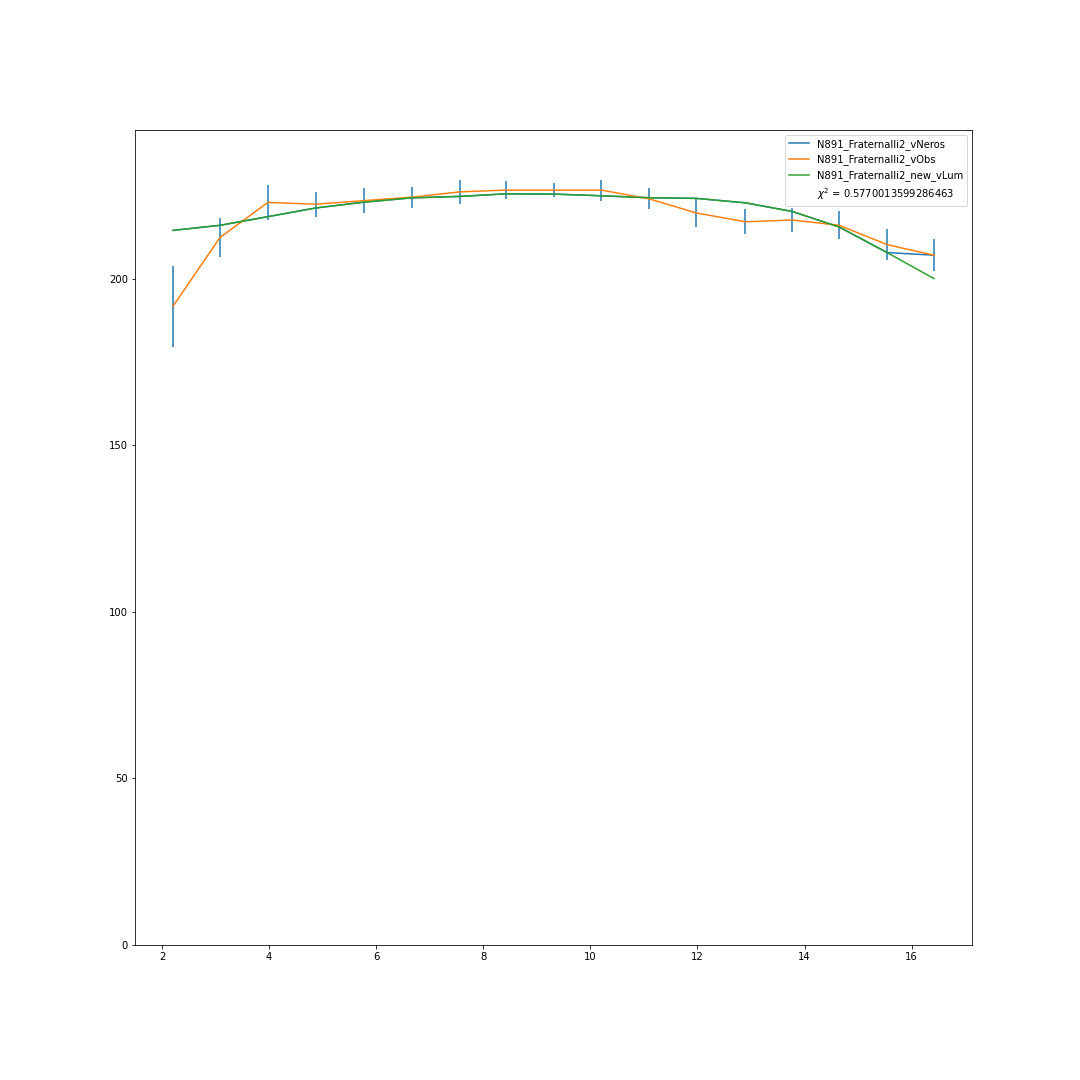 N891_Fraternalli2_vNeros
N891_Fraternalli2_vObs
N891_Fraternalli2_new_vLum
χ² = 0.5770013599286463
200
150
100
50
0
2 4 6 8 10 12 14 16